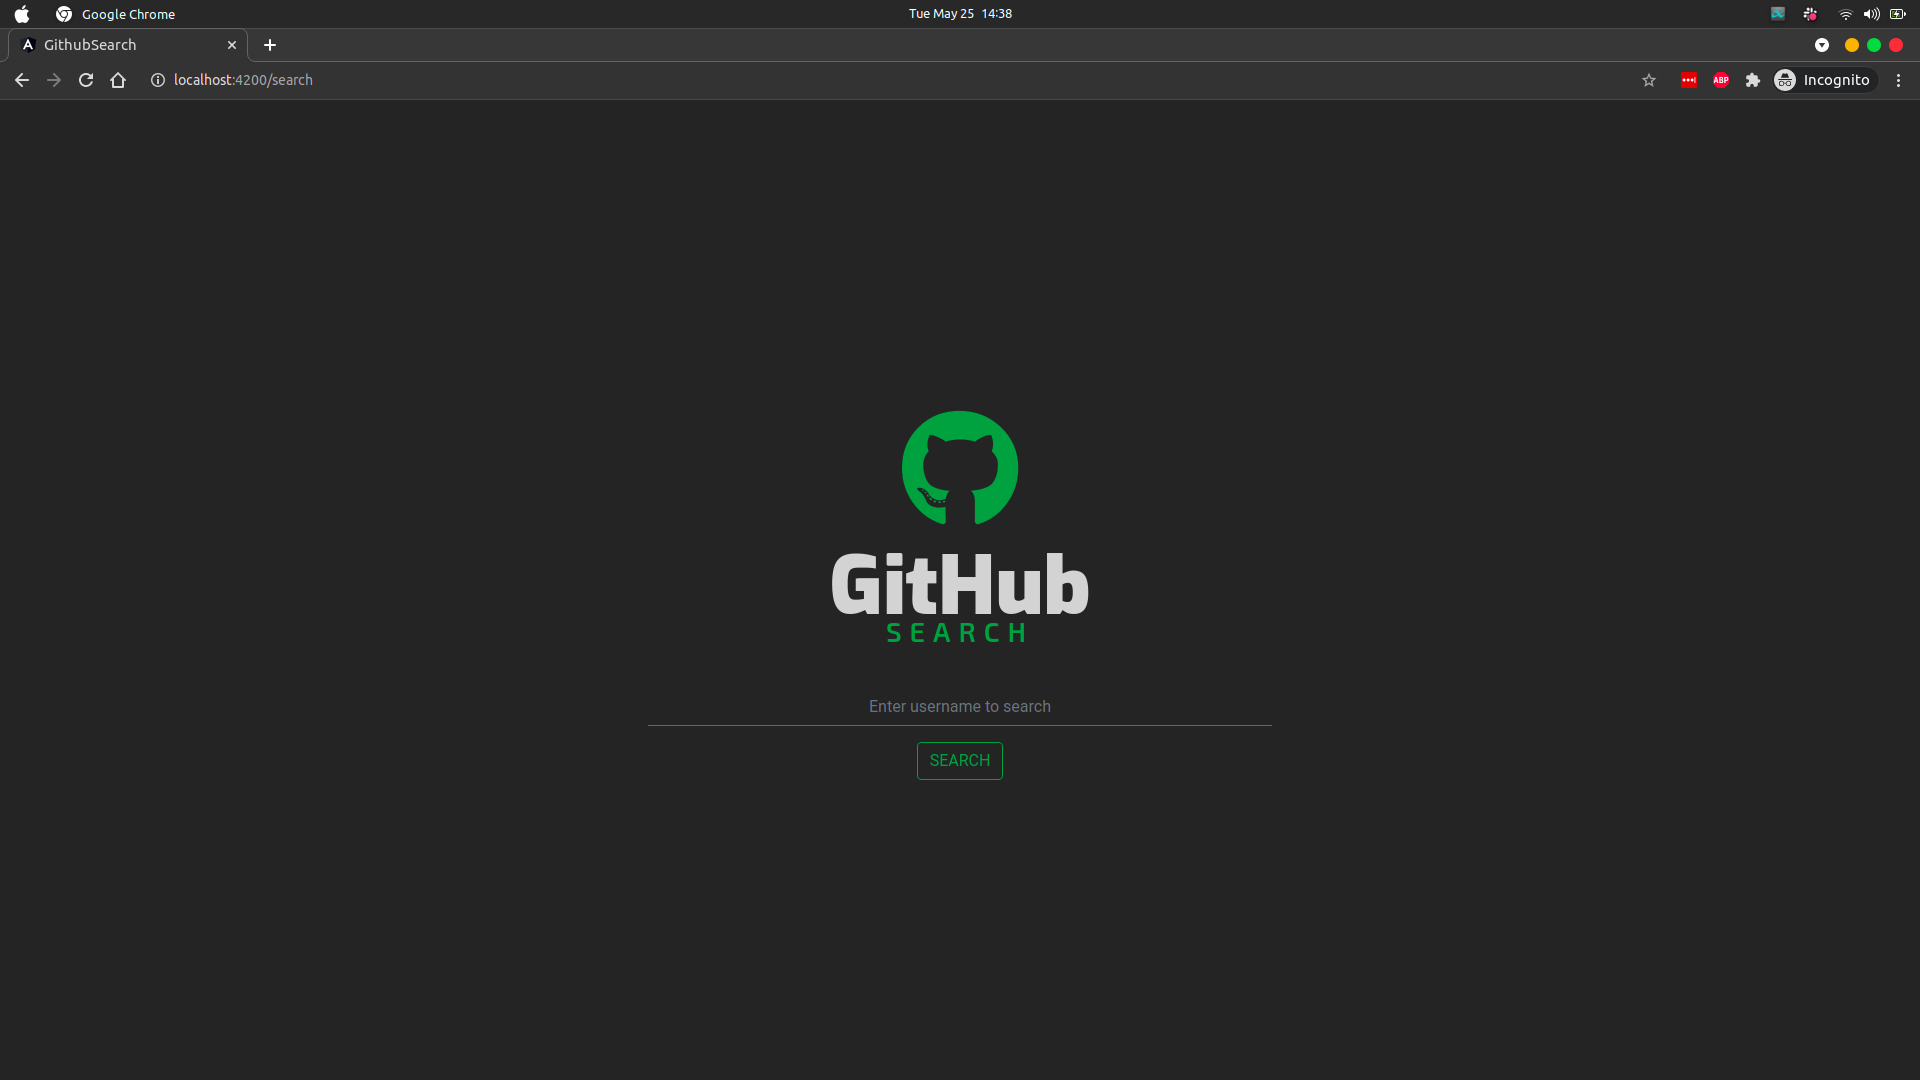 Google Chrome
Tue May 25 14:38
GithubSearch
localhost:4200/search
ABP
Incognito
GitHub
SEARCH
Enter username to search
SEARCH